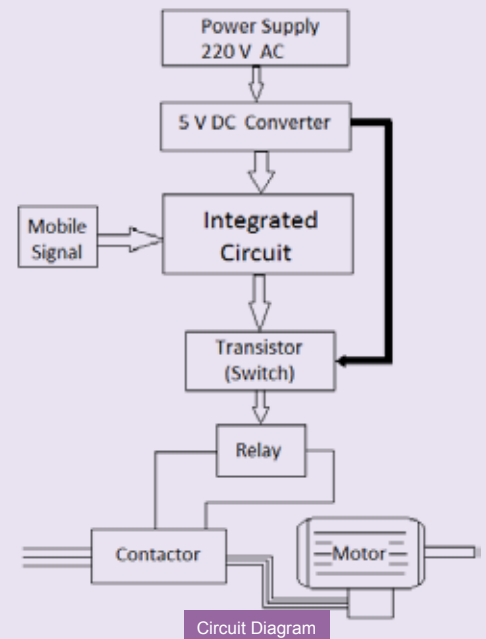 Power Supply
220 V AC
5 V DC Converter
Mobile
Signal
Integrated
Circuit
Transistor
(Switch)
Relay
Contactor
Motor
Circuit Diagram